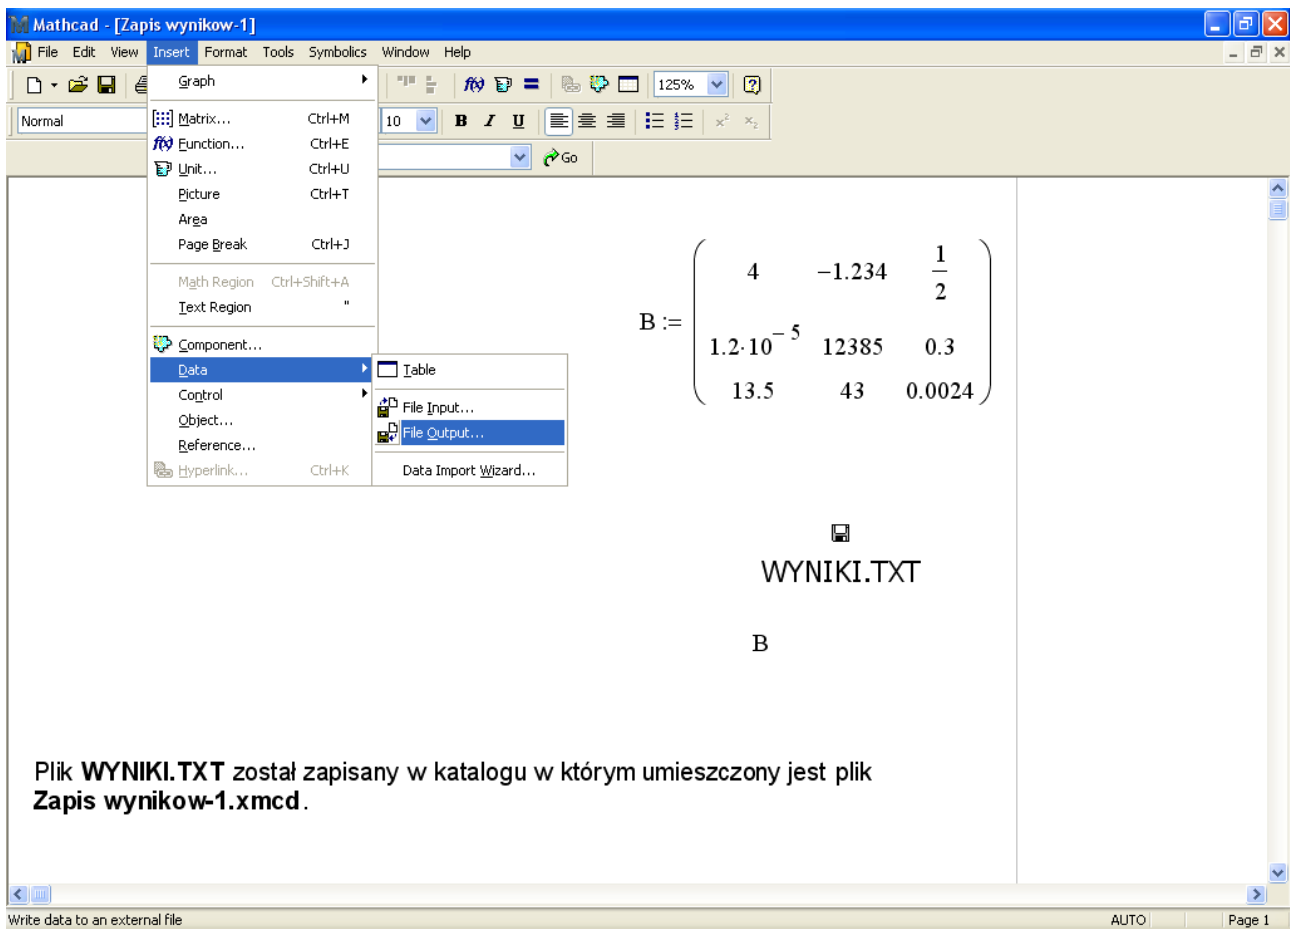 Mathcad - [Zapis wynikow-1]
File Edit View Insert Format Tools Symbolics Window Help
125%
Normal
10 B I U
Go
Graph
Matrix... Ctrl+M
Function... Ctrl+E
Unit... Ctrl+U
Picture Ctrl+T
Area
Page Break Ctrl+J
Math Region Ctrl+Shift+A
Text Region "
Component...
Data
Control
Object...
Reference...
Hyperlink... Ctrl+K
Table
File Input...
File Output...
Data Import Wizard...
B :=
4 −1.234 1/2
1.2·10^−5 12385 0.3
13.5 43 0.0024
WYNIKI.TXT
B
Plik WYNIKI.TXT został zapisany w katalogu w którym umieszczony jest plik
Zapis wynikow-1.xmcd.
Write data to an external file AUTO Page 1